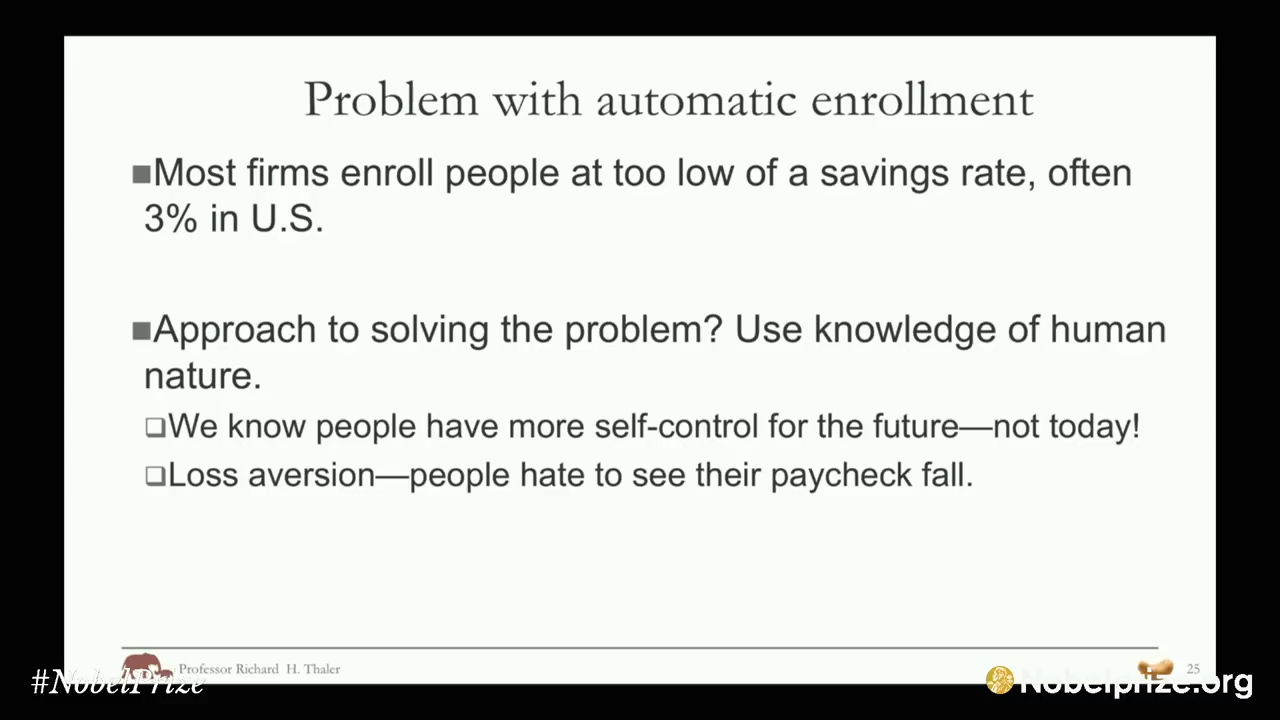 Problem with automatic enrollment
■Most firms enroll people at too low of a savings rate, often
3% in U.S.
■Approach to solving the problem? Use knowledge of human
nature.
❑We know people have more self-control for the future—not today!
❑Loss aversion—people hate to see their paycheck fall.
Professor Richard H. Thaler
25
#NobelPrize
Nobelprize.org